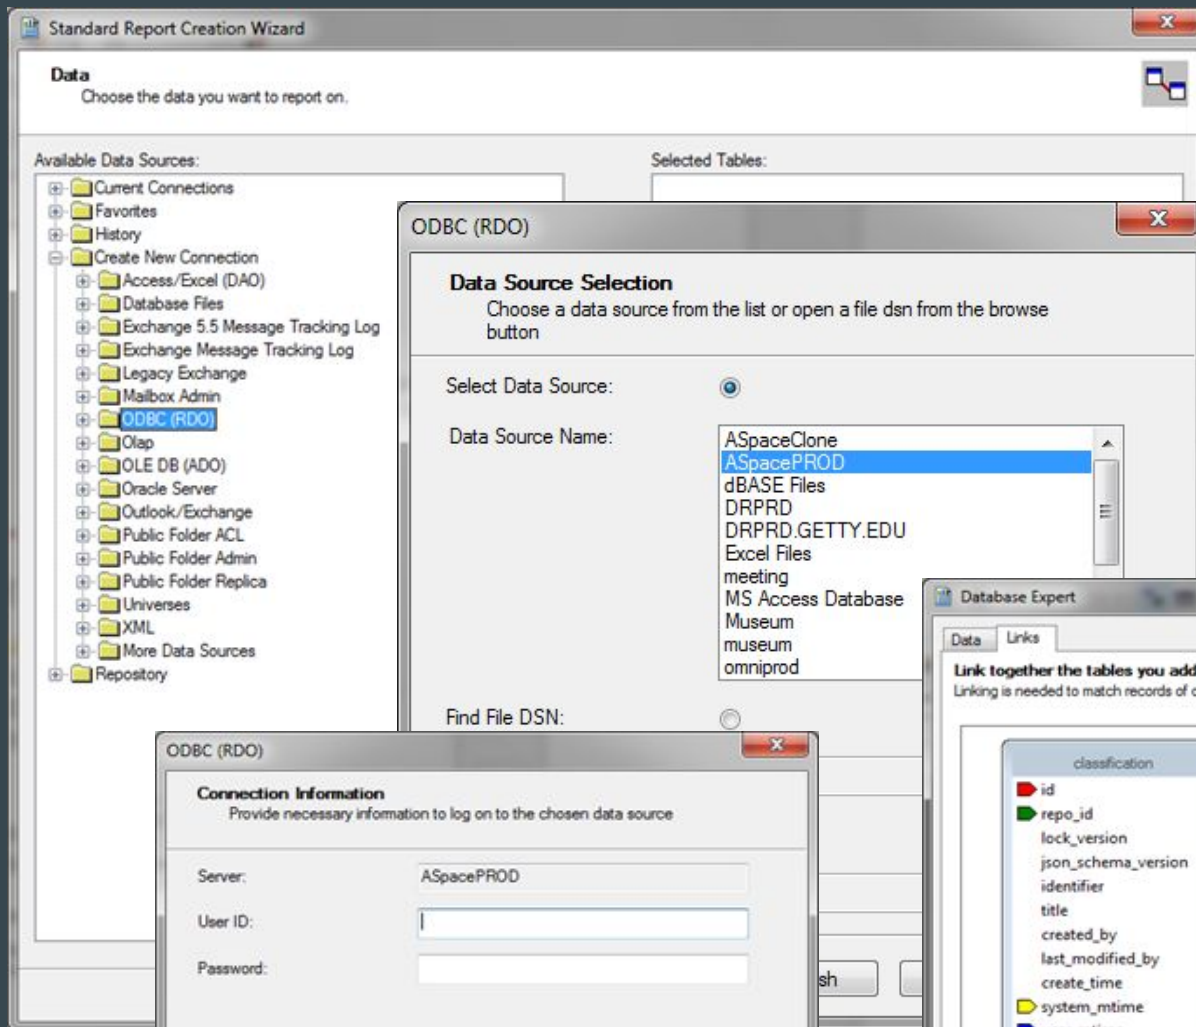 Standard Report Creation Wizard
Data
Choose the data you want to report on.
Available Data Sources:
Selected Tables:
Current Connections
Favorites
History
Create New Connection
Access/Excel (DAO)
Database Files
Exchange 5.5 Message Tracking Log
Exchange Message Tracking Log
Legacy Exchange
Mailbox Admin
ODBC (RDO)
Olap
OLE DB (ADO)
Oracle Server
Outlook/Exchange
Public Folder ACL
Public Folder Admin
Public Folder Replica
Universes
XML
More Data Sources
Repository
ODBC (RDO)
Data Source Selection
Choose a data source from the list or open a file dsn from the browse
button
Select Data Source:
Data Source Name:
ASpaceClone
ASpacePROD
dBASE Files
DRPRD
DRPRD.GETTY.EDU
Excel Files
meeting
MS Access Database
Museum
museum
omniprod
Find File DSN:
sh
ODBC (RDO)
Connection Information
Provide necessary information to log on to the chosen data source
Server:
ASpacePROD
User ID:
Password:
Database Expert
Data
Links
Link together the tables you add
Linking is needed to match records of
classfication
id
repo_id
lock_version
json_schema_version
identifier
title
created_by
last_modified_by
create_time
system_mtime